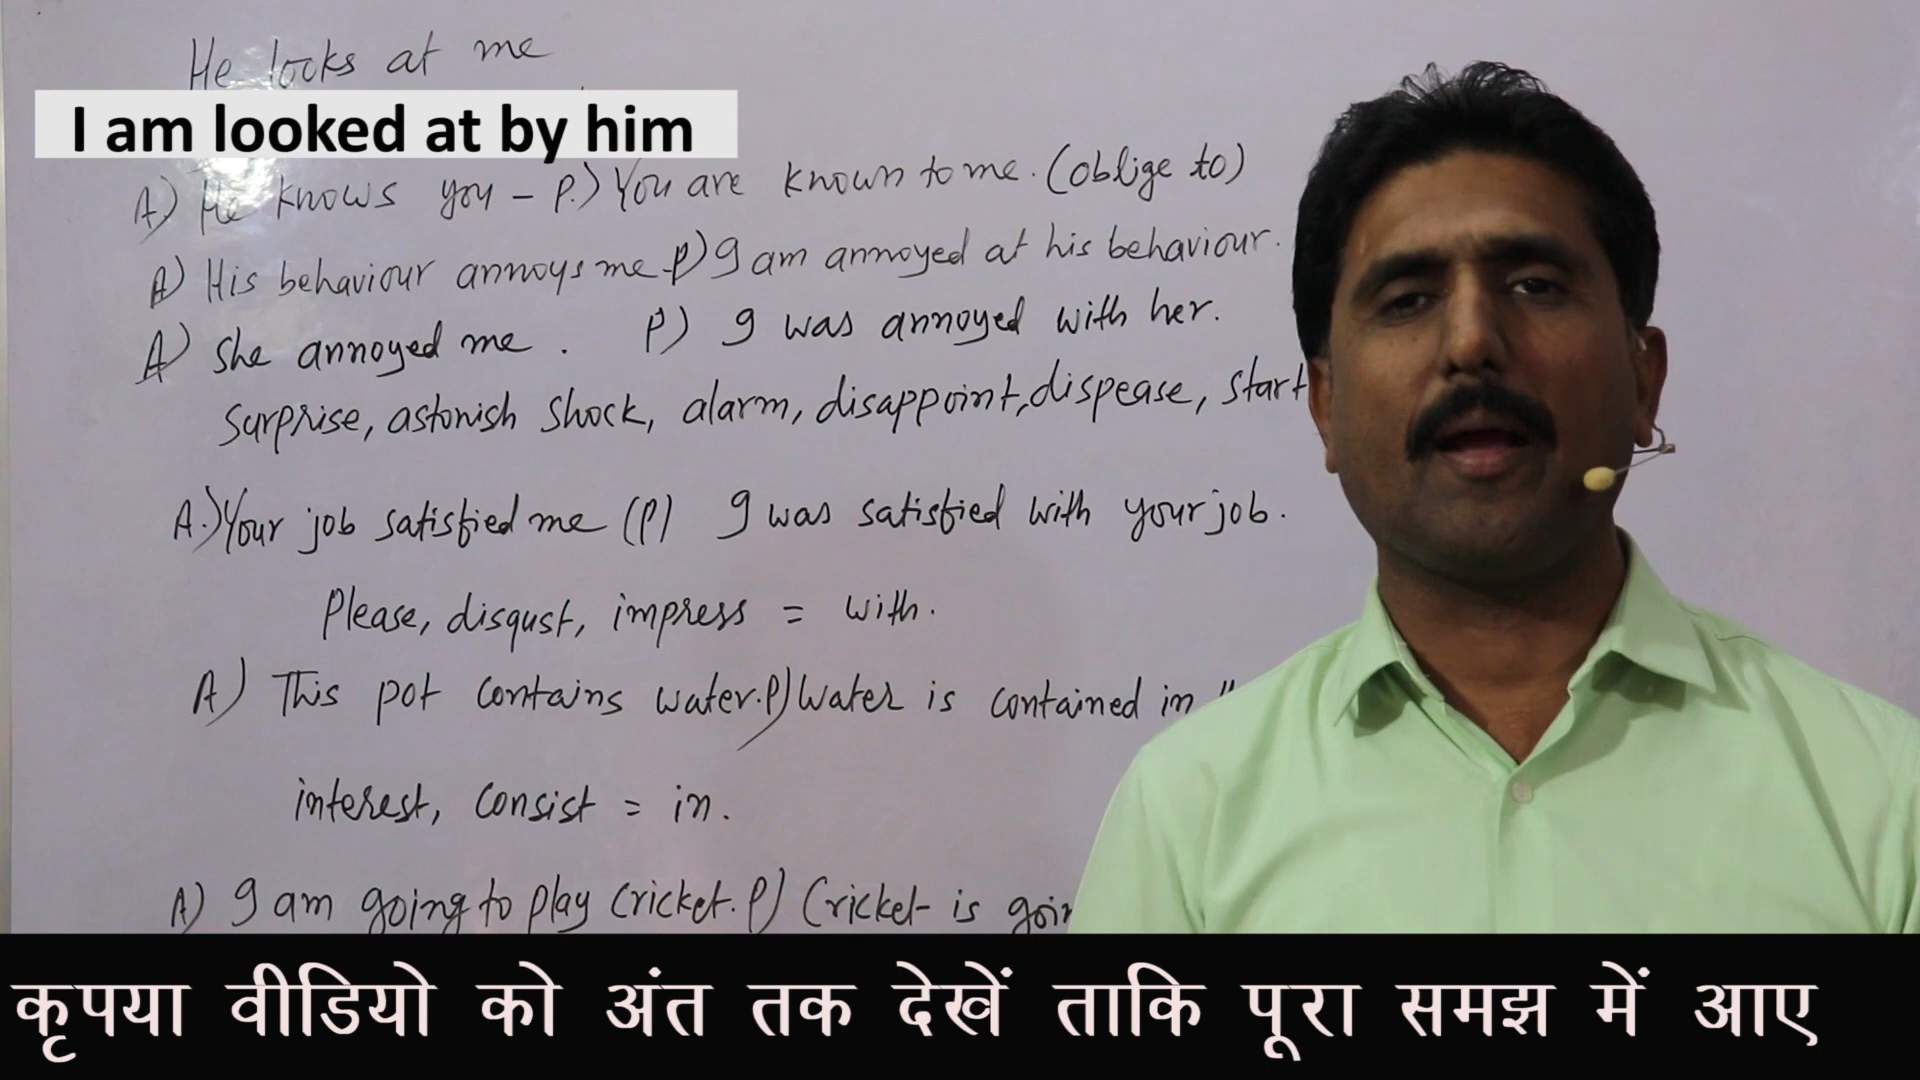 He looks at me
I am looked at by him
A) He knows you - P.) You are known to me. (oblige to)
A) His behaviour annoys me P) I am annoyed at his behaviour.
A) She annoyed me. P) I was annoyed with her.
surprise, astonish shock, alarm, disappoint, dispease, start
A.) Your job satisfied me (P) I was satisfied with your job.
Please, disgust, impress = with.
A) This pot contains water. P) Water is contained in
interest, consist = in.
A) I am going to play cricket. P) Cricket is
कृपया वीडियो को अंत तक देखें ताकि पूरा समझ में आए